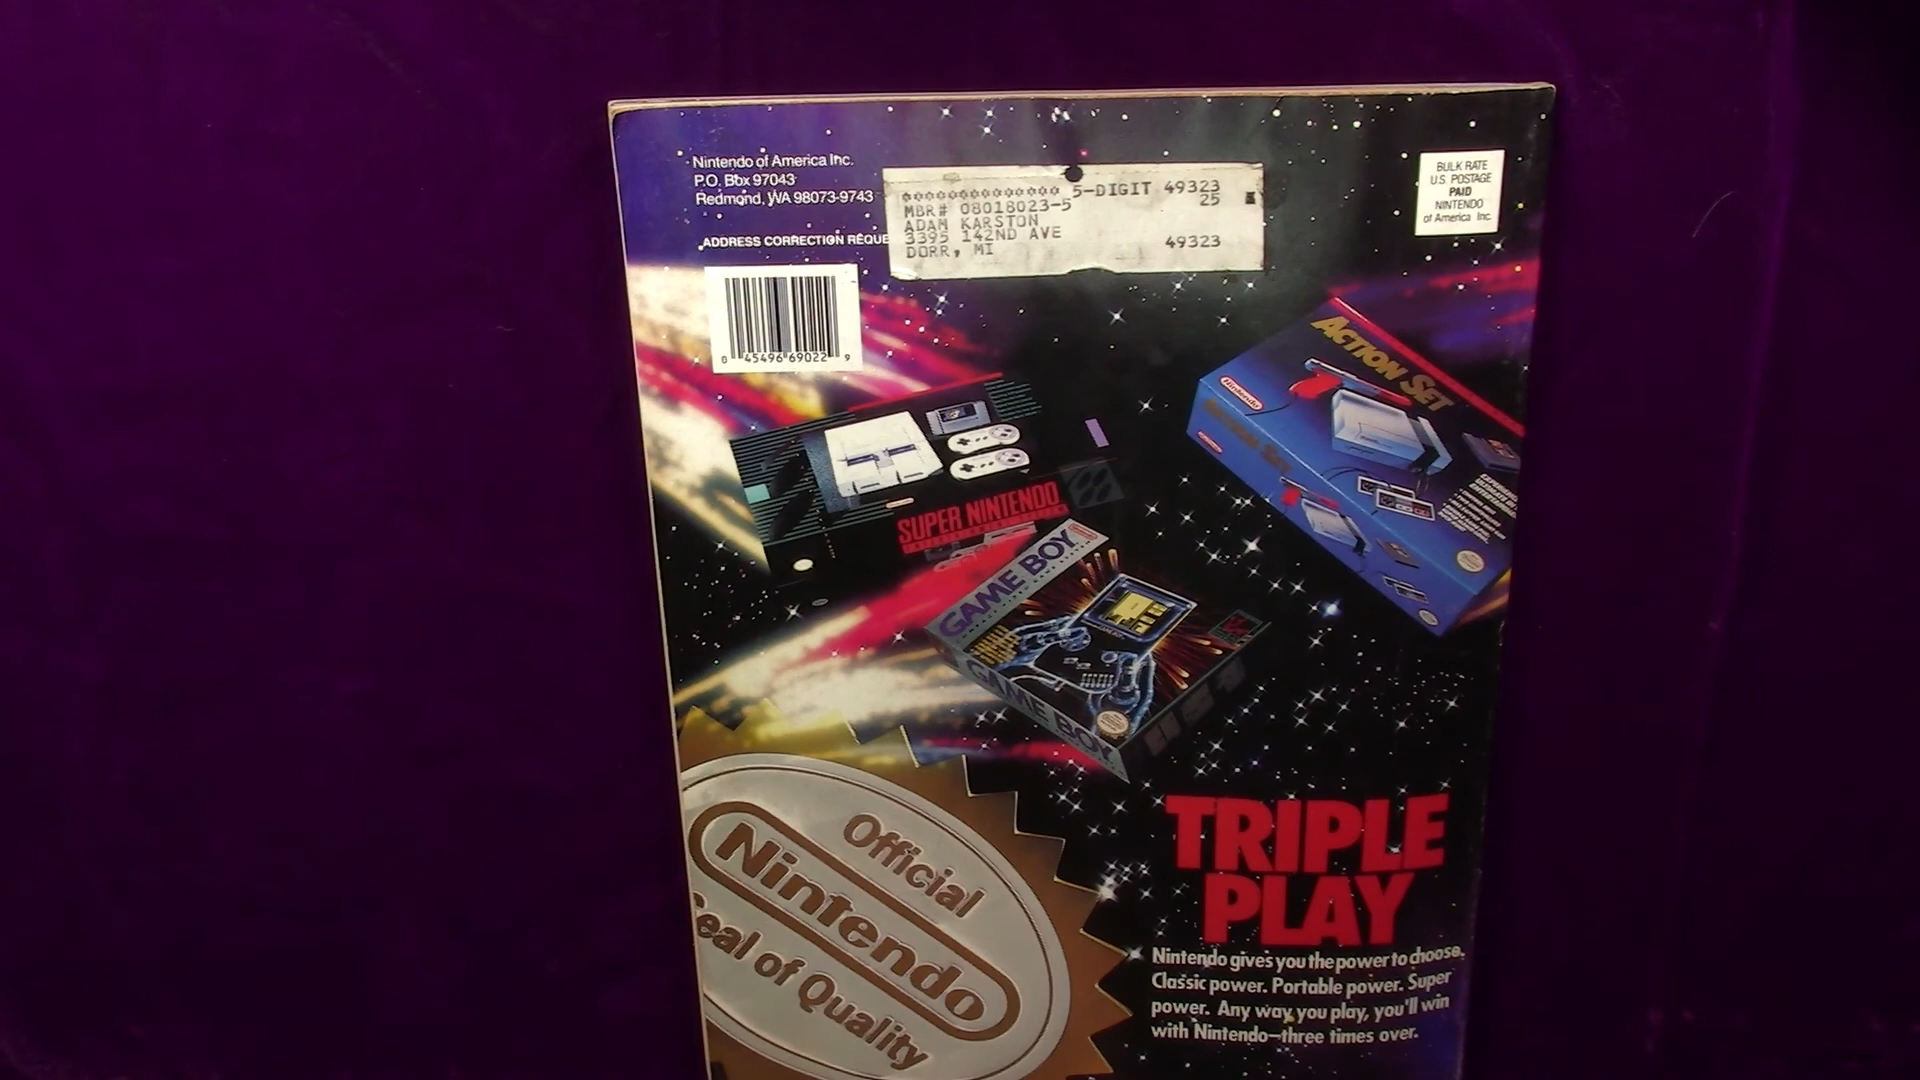 Nintendo of America Inc.
P.O. Box 97043
Redmond, WA 98073-9743
ADDRESS CORRECTION REQUE
************* 5-DIGIT 49323
MBR# 08018023-5 25
ADAM KARSTON
3395 142ND AVE
DORR, MI 49323
BULK RATE
U.S. POSTAGE
PAID
NINTENDO
of America Inc.
0 45496 69022 9
ACTION SET
Nintendo
ACTION SET
SUPER NINTENDO
GAME BOY
GAME BOY
Official
Nintendo
Seal of Quality
TRIPLE
PLAY
Nintendo gives you the power to choose.
Classic power. Portable power. Super
power. Any way you play, you'll win
with Nintendo—three times over.